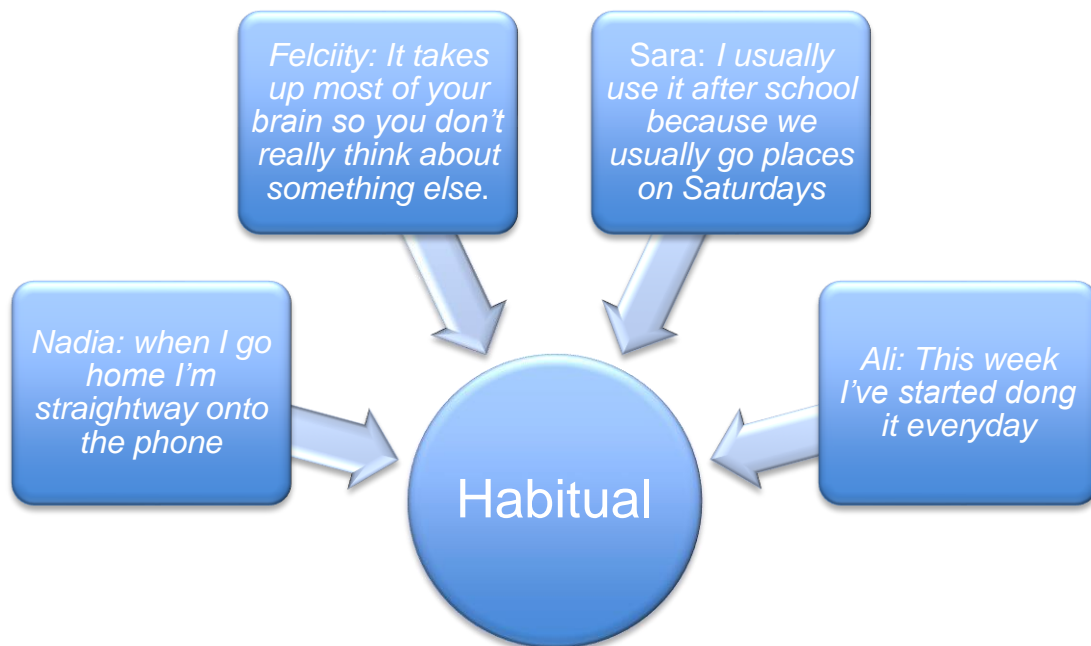 Felciity: It takes
up most of your
brain so you don’t
really think about
something else.
Sara: I usually
use it after school
because we
usually go places
on Saturdays
Nadia: when I go
home I’m
straightway onto
the phone
Ali: This week
I’ve started dong
it everyday
Habitual